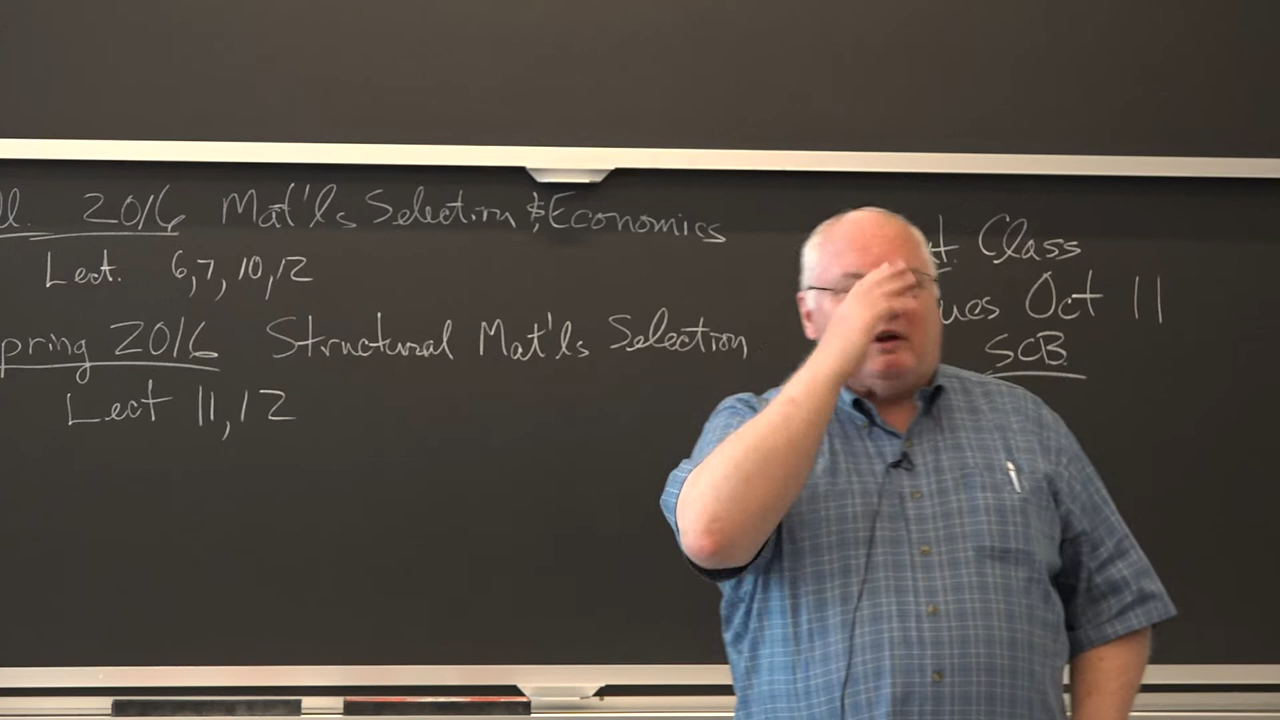 ll. 2016 Mat'ls Selection & Economics
Lect. 6,7,10,12
pring 2016 Structural Mat'ls Selection
Lect 11,12
t. Class
ues Oct 11
SCB